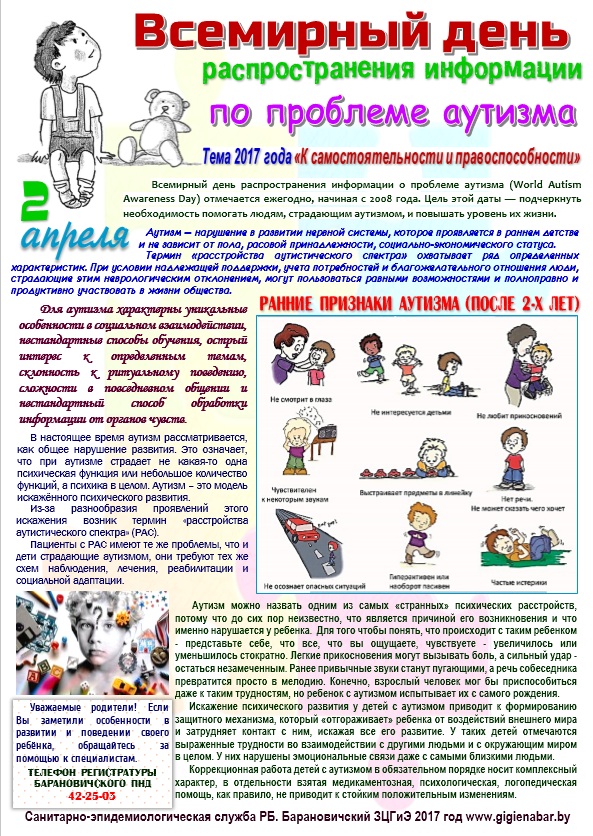 Всемирный день
распространения информации
по проблеме аутизма
Тема 2017 года «К самостоятельности и правоспособности»
2
апреля
Всемирный день распространения информации о проблеме аутизма (World Autism
Awareness Day) отмечается ежегодно, начиная с 2008 года. Цель этой даты — подчеркнуть
необходимость помогать людям, страдающим аутизмом, и повышать уровень их жизни.
Аутизм – нарушение в развитии нервной системы, которое проявляется в раннем детстве
и не зависит от пола, расовой принадлежности, социально-экономического статуса.
Термин «расстройства аутистического спектра» охватывает ряд определенных
характеристик. При условии надлежащей поддержки, учета потребностей и благожелательного отношения люди,
страдающие этим неврологическим отклонением, могут пользоваться равными возможностями и полноправно и
продуктивно участвовать в жизни общества.
Для аутизма характерны уникальные
особенности в социальном взаимодействии,
нестандартные способы обучения, острый
интерес к определенным темам,
склонность к ритуальному поведению,
сложности в повседневном общении и
нестандартный способ обработки
информации от органов чувств.
В настоящее время аутизм рассматривается,
как общее нарушение развития. Это означает,
что при аутизме страдает не какая-то одна
психическая функция или небольшое количество
функций, а психика в целом. Аутизм – это модель
искажённого психического развития.
Из-за разнообразия проявлений этого
искажения возник термин «расстройства
аутистического спектра» (РАС).
Пациенты с РАС имеют те же проблемы, что и
дети страдающие аутизмом, они требуют тех же
схем наблюдения, лечения, реабилитации и
социальной адаптации.
РАННИЕ ПРИЗНАКИ АУТИЗМА (ПОСЛЕ 2-Х ЛЕТ)
Не смотрит в глаза
Не интересуется детьми
Не любит прикосновений
Чувствителен
к некоторым звукам
Выстраивает предметы в линейку
Нет речи.
Не может сказать чего хочет
Не осознает опасных ситуаций
Гиперактивен или
наоборот пасивен
Частые истерики
Аутизм можно назвать одним из самых «странных» психических расстройств,
потому что до сих пор неизвестно, что является причиной его возникновения и что
именно нарушается у ребенка. Для того чтобы понять, что происходит с таким ребенком
- представьте себе, что все, что вы ощущаете, чувствуете - увеличилось или
уменьшилось стократно. Легкие прикосновения могут вызывать боль, а сильный удар -
остаться незамеченным. Ранее привычные звуки станут пугающими, а речь собеседника
превратится просто в мелодию. Конечно, взрослый человек мог бы приспособиться
даже к таким трудностям, но ребенок с аутизмом испытывает их с самого рождения.
Искажение психического развития у детей с аутизмом приводит к формированию
защитного механизма, который «отгораживает» ребенка от воздействий внешнего мира
и затрудняет контакт с ним, искажая все его развитие. У таких детей отмечаются
выраженные трудности во взаимодействии с другими людьми и с окружающим миром
в целом. У них нарушены эмоциональные связи даже с самыми близкими людьми.
Коррекционная работа детей с аутизмом в обязательном порядке носит комплексный
характер, в отдельности взятая медикаментозная, психологическая, логопедическая
помощь, как правило, не приводит к стойким положительным изменениям.
Уважаемые родители! Если
Вы заметили особенности в
развитии и поведении своего
ребёнка, обращайтесь за
помощью к специалистам.
ТЕЛЕФОН РЕГИСТРАТУРЫ
БАРАНОВИЧСКОГО ПНД
42-25-03
Санитарно-эпидемиологическая служба РБ. Барановичский ЗЦГиЭ 2017 год www.gigienabar.by